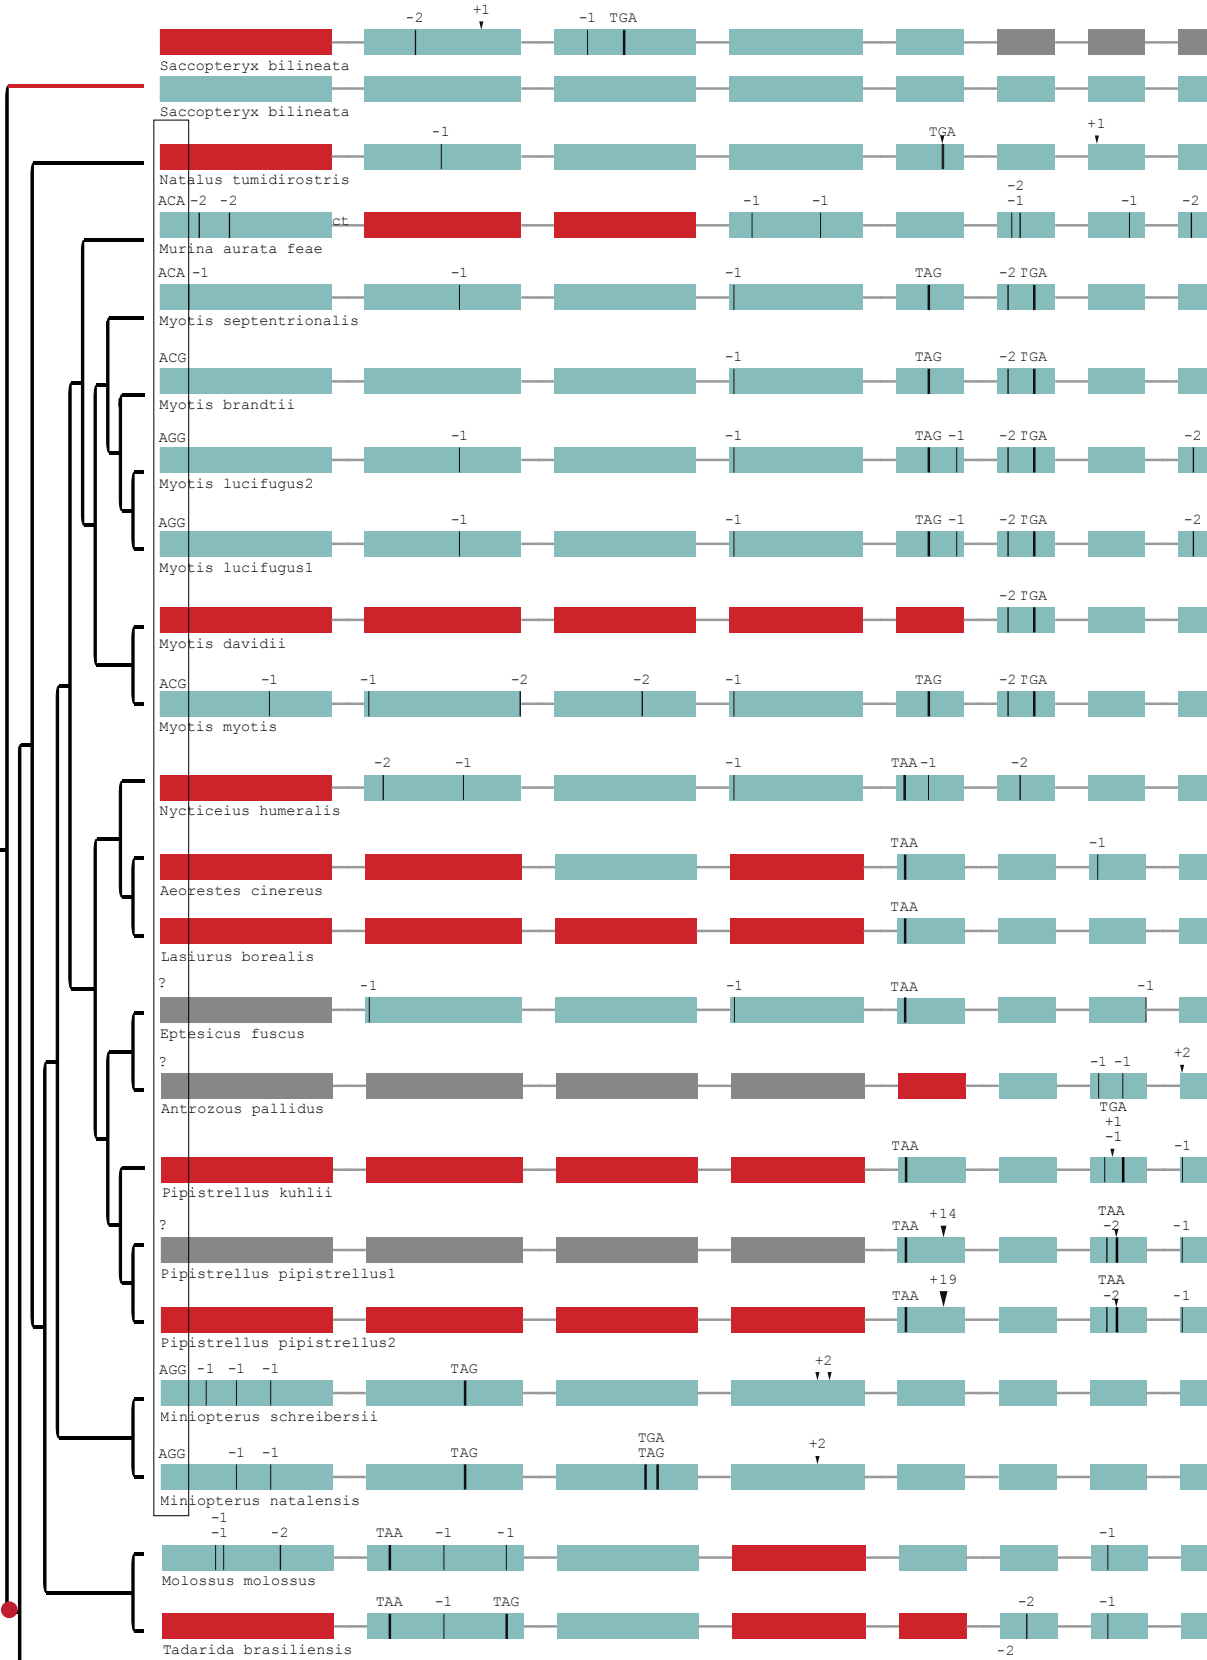 -2 +1 -1 TGA
Saccopteryx bilineata
Saccopteryx bilineata
-1 TGA +1
Natalus tumidirostris
-2
ACA -2 -2 -1 -1 -1 -1 -2
ct
Murina aurata feae
ACA -1 -1 -1 TAG -2 TGA
Myotis septentrionalis
ACG -1 TAG -2 TGA
Myotis brandtii
AGG -1 -1 TAG -1 -2 TGA -2
Myotis lucifugus2
AGG -1 -1 TAG -1 -2 TGA -2
Myotis lucifugus1
-2 TGA
Myotis davidii
ACG -1 -1 -2 -2 -1 TAG -2 TGA
Myotis myotis
-2 -1 -1 TAA -1 -2
Nycticeius humeralis
TAA -1
Aeorestes cinereus
TAA
Lasiurus borealis
? -1 -1 TAA -1
Eptesicus fuscus
? -1 -1 +2
Antrozous pallidus
TGA
+1
TAA -1 -1
Pipistrellus kuhlii
TAA
? TAA +14 -2 -1
Pipistrellus pipistrellus1
+19 TAA
TAA -2 -1
Pipistrellus pipistrellus2
AGG -1 -1 -1 TAG +2
Miniopterus schreibersii
TGA
AGG -1 -1 TAG TAG +2
Miniopterus natalensis
-1
-1 -2 TAA -1 -1 -1
Molossus molossus
TAA -1 TAG -2 -1
Tadarida brasiliensis
-2